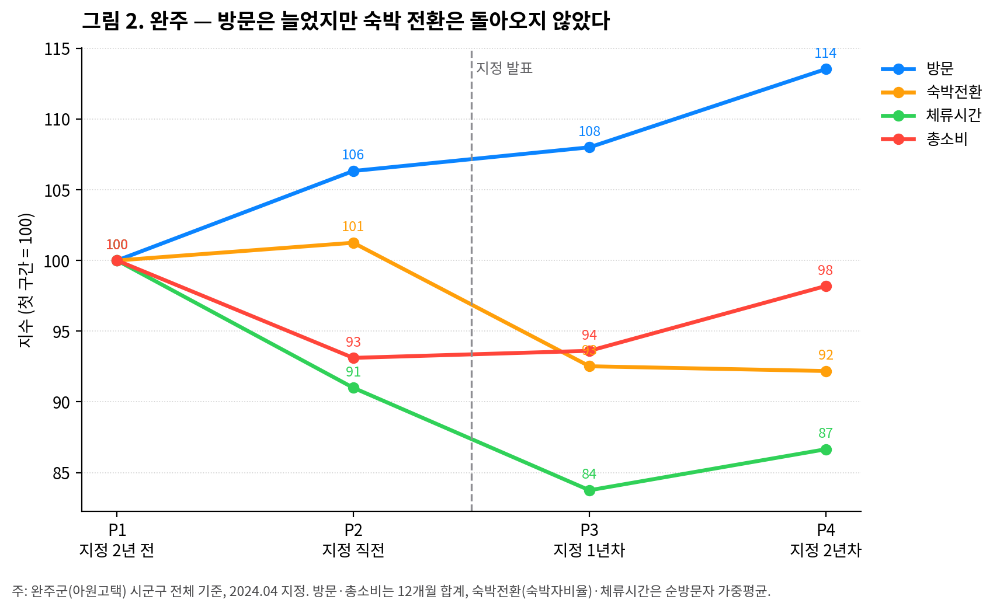 그림 2. 완주 — 방문은 늘었지만 숙박 전환은 돌아오지 않았다
115
110
105
100
95
90
85
지수 (첫 구간 = 100)
지정 발표
100
106
108
114
101
93
92
93
94
98
91
84
87
방문
숙박전환
체류시간
총소비
P1
지정 2년 전
P2
지정 직전
P3
지정 1년차
P4
지정 2년차
주: 완주군(아원고택) 시군구 전체 기준, 2024.04 지정. 방문·총소비는 12개월 합계, 숙박전환(숙박자비율)·체류시간은 순방문자 가중평균.